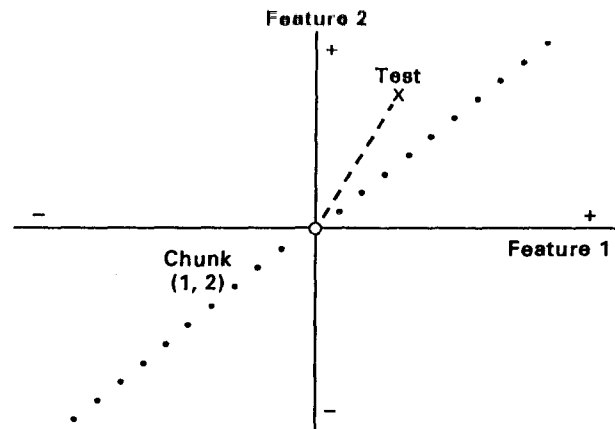 Feature 2
+
Test
x
− +
Feature 1
Chunk
(1, 2)
−